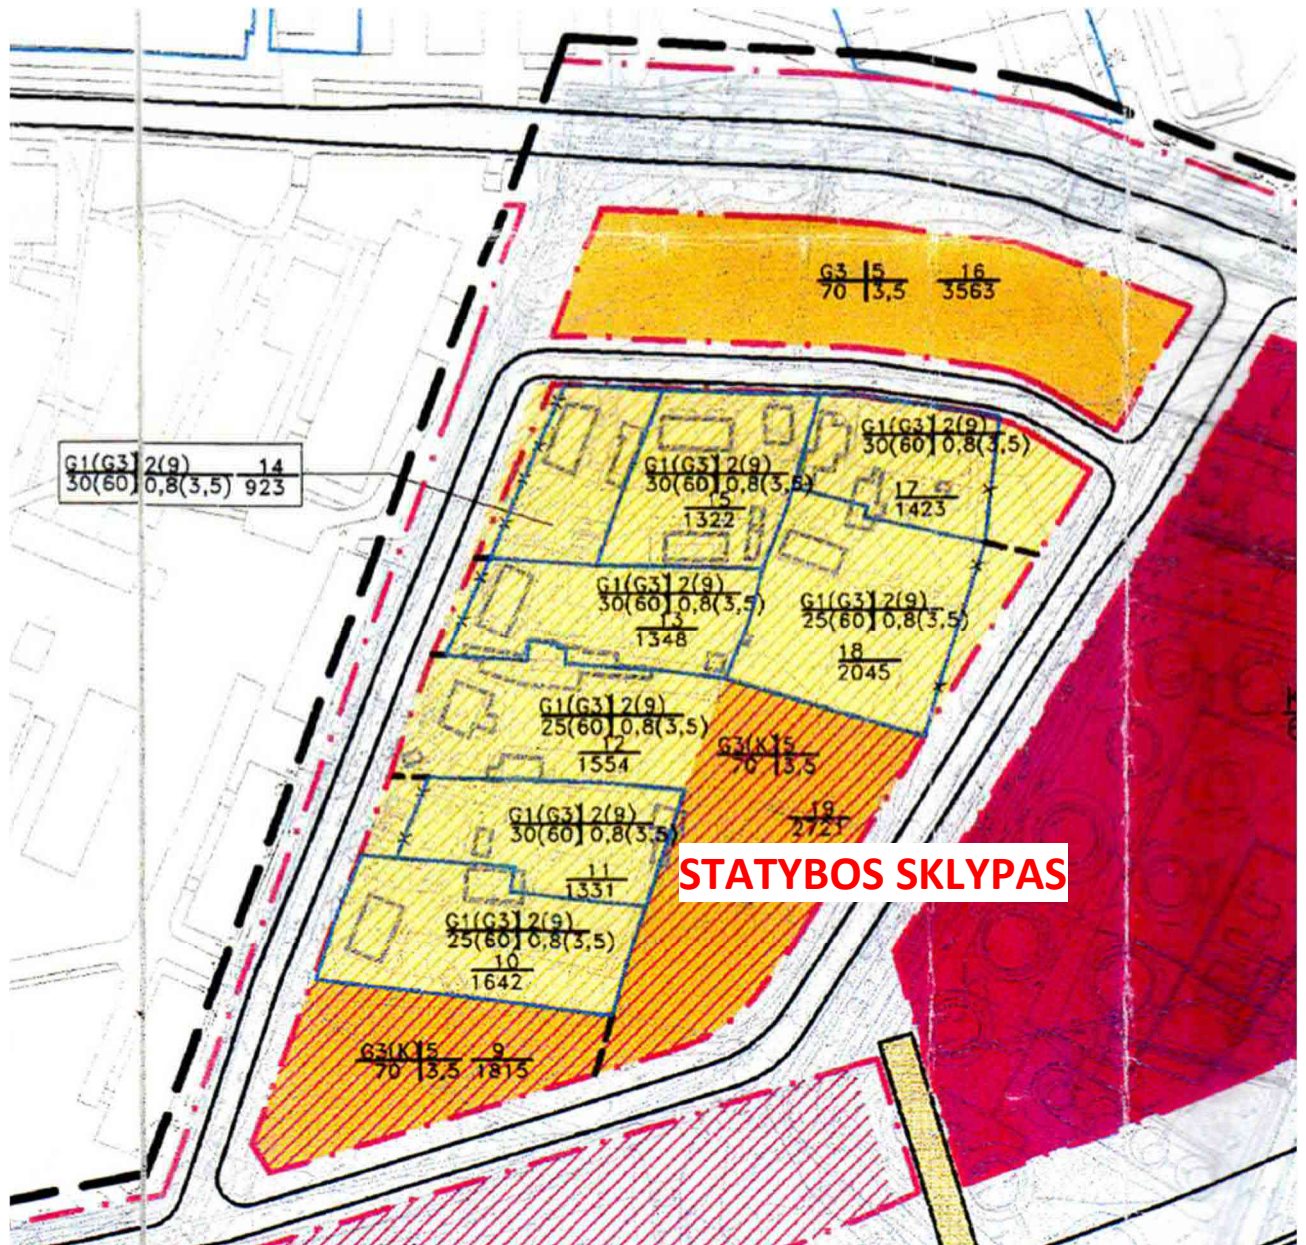 G3 5 16
70 3,5 3563
G1(G3) 2(9)
30(60) 0,8(3,5)
17
1423
G1(G3) 2(9) 14
30(60) 0,8(3,5) 923
G1(G3) 2(9)
30(60) 0,8(3,5)
15
1322
G1(G3) 2(9)
30(60) 0,8(3,5)
13
1348
G1(G3) 2(9)
25(60) 0,8(3,5)
18
2045
G1(G3) 2(9)
25(60) 0,8(3,5)
12
1554
G3(K) 5
70 3,5
19
2721
G1(G3) 2(9)
30(60) 0,8(3,5)
11
1331
STATYBOS SKLYPAS
G1(G3) 2(9)
25(60) 0,8(3,5)
10
1642
G3(K) 5 9
70 3,5 1815